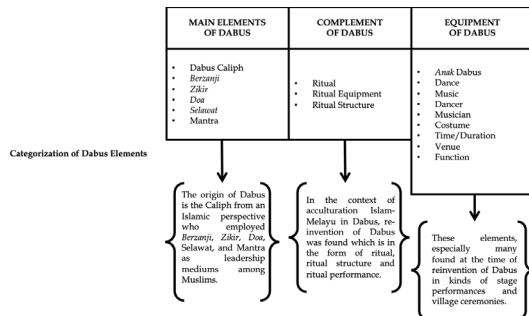 MAIN ELEMENTS
OF DABUS
COMPLEMENT
OF DABUS
EQUIPMENT
OF DABUS
• Dabus Caliph
• Berzanji
• Zikir
• Doa
• Selawat
• Mantra
• Ritual
• Ritual Equipment
• Ritual Structure
• Anak Dabus
• Dance
• Music
• Dancer
• Musician
• Costume
• Time/Duration
• Venue
• Function
Categorization of Dabus Elements
The origin of Dabus
is the Caliph from an
Islamic perspective
who employed
Berzanji, Zikir, Doa,
Selawat, and Mantra
as leadership
mediums among
Muslims.
In the context of
acculturation Islam-
Melayu in Dabus, re-
invention of Dabus
was found which is in
the form of ritual,
ritual structure and
ritual performance.
These elements,
especially many
found at the time of
reinvention of Dabus
in kinds of stage
performances and
village ceremonies.